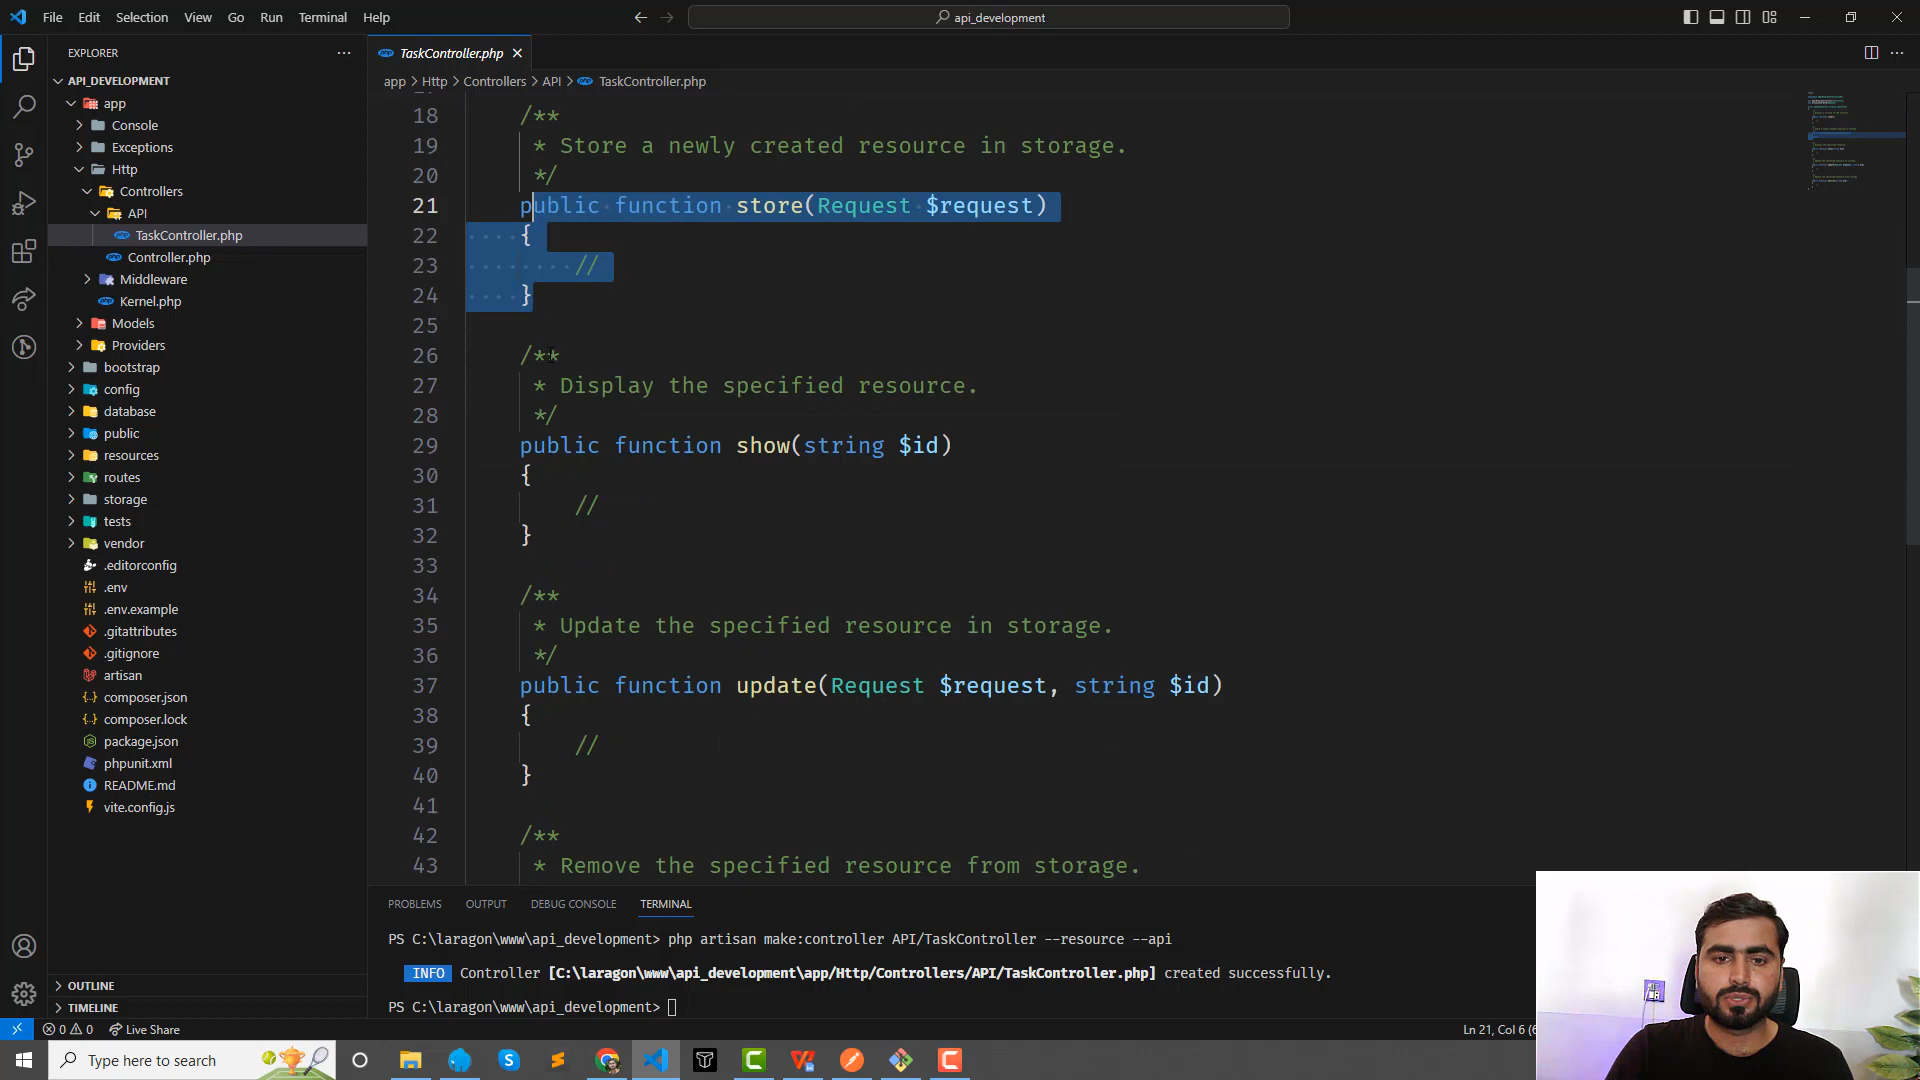 File Edit Selection View Go Run Terminal Help
api_development
EXPLORER
TaskController.php
API_DEVELOPMENT
app > Http > Controllers > API > TaskController.php
app
Console
Exceptions
Http
Controllers
API
TaskController.php
Controller.php
Middleware
Kernel.php
Models
Providers
bootstrap
config
database
public
resources
routes
storage
tests
vendor
.editorconfig
.env
.env.example
.gitattributes
.gitignore
artisan
composer.json
composer.lock
package.json
phpunit.xml
README.md
vite.config.js
OUTLINE
TIMELINE
18 /**
19 * Store a newly created resource in storage.
20 */
21 public function store(Request $request)
22 {
23 //
24 }
25
26 /**
27 * Display the specified resource.
28 */
29 public function show(string $id)
30 {
31 //
32 }
33
34 /**
35 * Update the specified resource in storage.
36 */
37 public function update(Request $request, string $id)
38 {
39 //
40 }
41
42 /**
43 * Remove the specified resource from storage.
PROBLEMS OUTPUT DEBUG CONSOLE TERMINAL
PS C:\laragon\www\api_development> php artisan make:controller API/TaskController --resource --api
INFO Controller [C:\laragon\www\api_development\app/Http/Controllers/API/TaskController.php] created successfully.
PS C:\laragon\www\api_development>
0 0 Live Share
Ln 21, Col 6
Type here to search